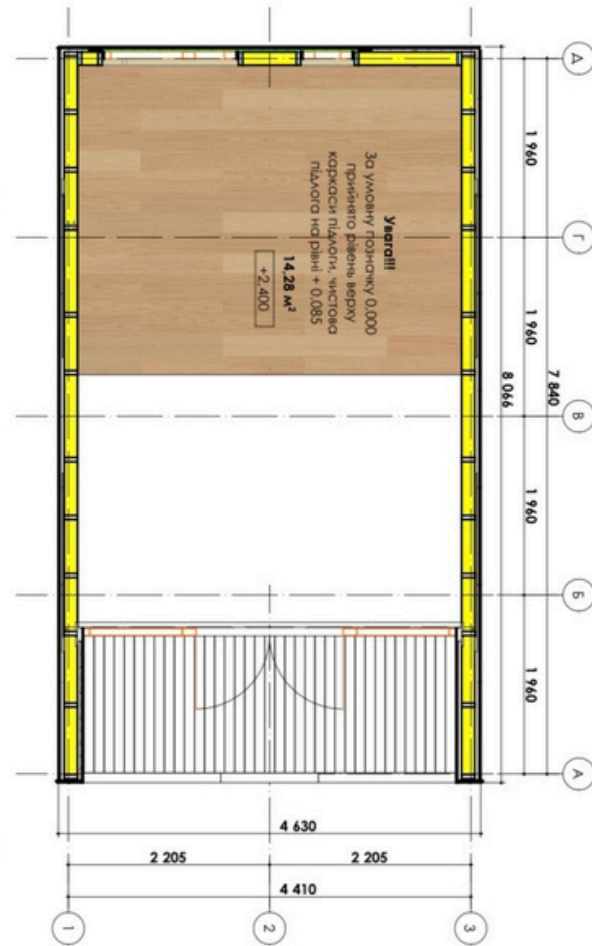 Увага!!!
За умовну позначку 0.000
прийнято рівень верху
каркаси підлоги, чистова
підлога на рівні + 0.085
14,28 м²
+2,400
Д
1 960
Г
1 960
7 840
8 066
В
1 960
Б
1 960
А
4 630
2 205
2 205
4 410
1
2
3